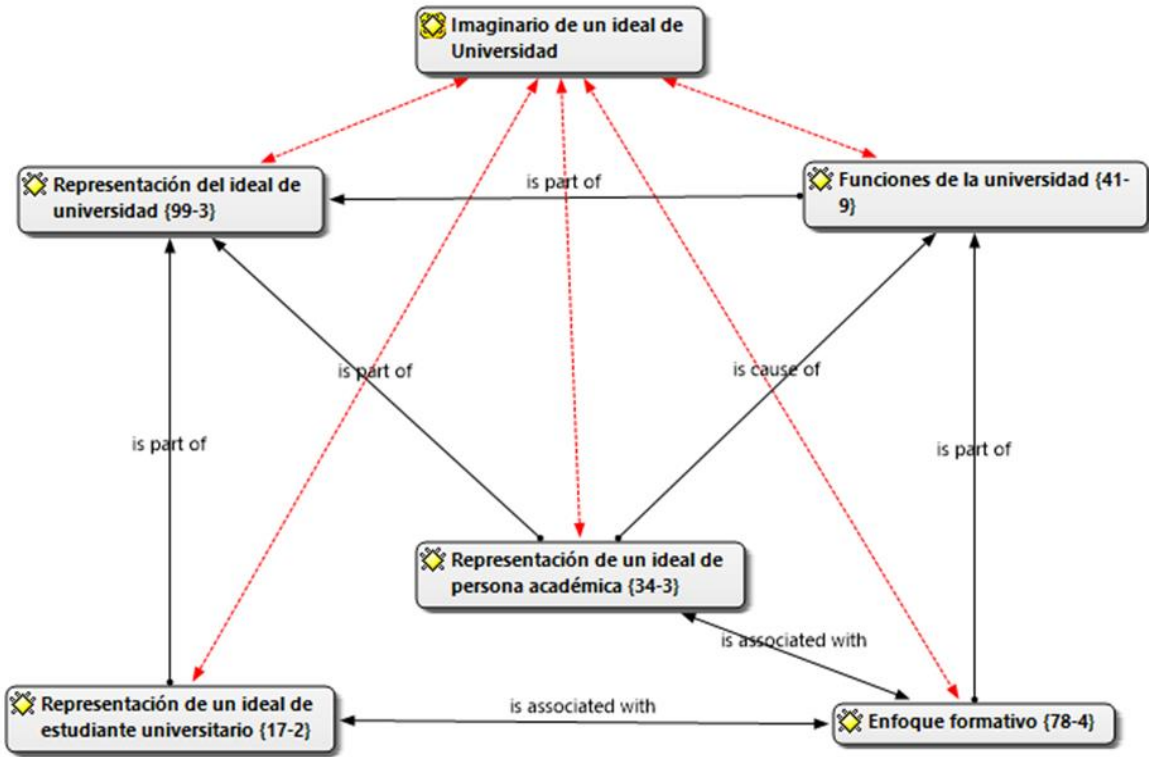 Imaginario de un ideal de
Universidad
Representación del ideal de
universidad {99-3}
is part of
Funciones de la universidad {41-
9}
is part of
is cause of
is part of
is part of
Representación de un ideal de
persona académica {34-3}
is associated with
Representación de un ideal de
estudiante universitario {17-2}
is associated with
Enfoque formativo {78-4}